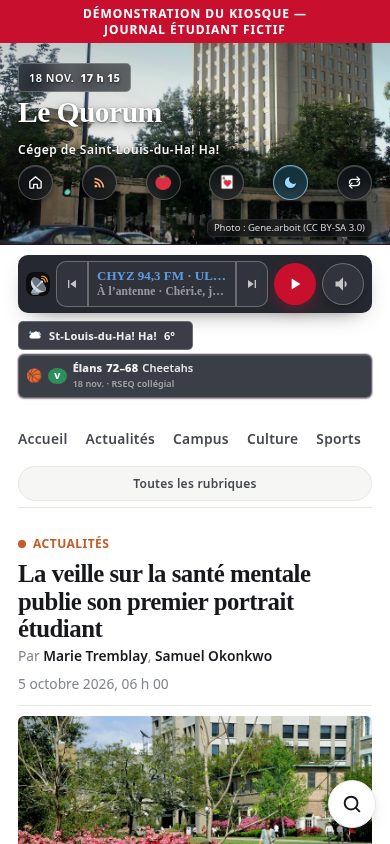 DÉMONSTRATION DU KIOSQUE —
JOURNAL ÉTUDIANT FICTIF
18 NOV. 17 h 15
Le Quorum
Cégep de Saint-Louis-du-Ha! Ha!
Photo : Gene.arboit (CC BY-SA 3.0)
CHYZ 94,3 FM · UL…
À l’antenne · Chéri.e, j…
St-Louis-du-Ha! Ha! 6°
V Élans 72–68 Cheetahs
18 nov. · RSEQ collégial
Accueil Actualités Campus Culture Sports
Toutes les rubriques
ACTUALITÉS
La veille sur la santé mentale
publie son premier portrait
étudiant
Par Marie Tremblay, Samuel Okonkwo
5 octobre 2026, 06 h 00